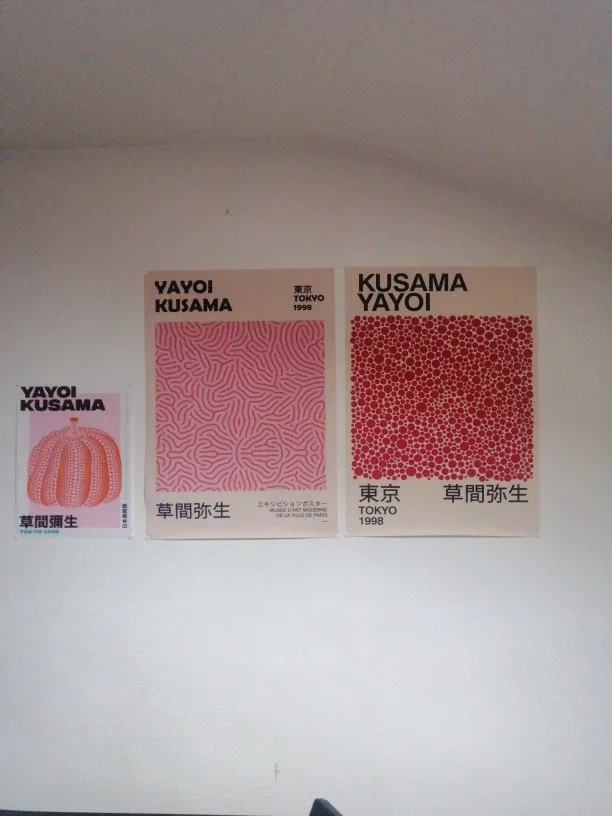 YAYOI
KUSAMA
草間彌生
YAYOI
KUSAMA
東京
TOKYO
1998
草間弥生
エキシビションポスター
MUSEE D'ART MODERNE
DE LA VILLE DE PARIS
KUSAMA
YAYOI
東京
草間弥生
TOKYO
1998